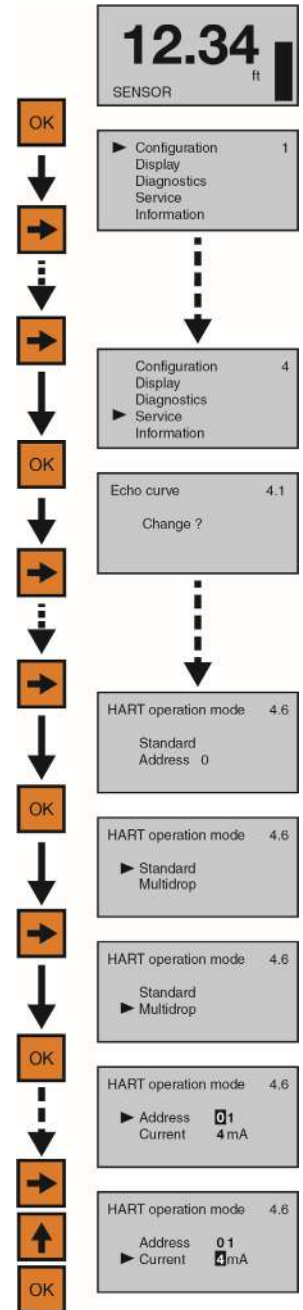 12.34
ft
SENSOR
OK
Configuration 1
Display
Diagnostics
Service
Information
Configuration 4
Display
Diagnostics
Service
Information
OK
Echo curve 4.1
Change ?
HART operation mode 4.6
Standard
Address 0
OK
HART operation mode 4.6
Standard
Multidrop
HART operation mode 4.6
Standard
Multidrop
OK
HART operation mode 4.6
Address 01
Current 4 mA
HART operation mode 4.6
Address 01
Current 4 mA
OK